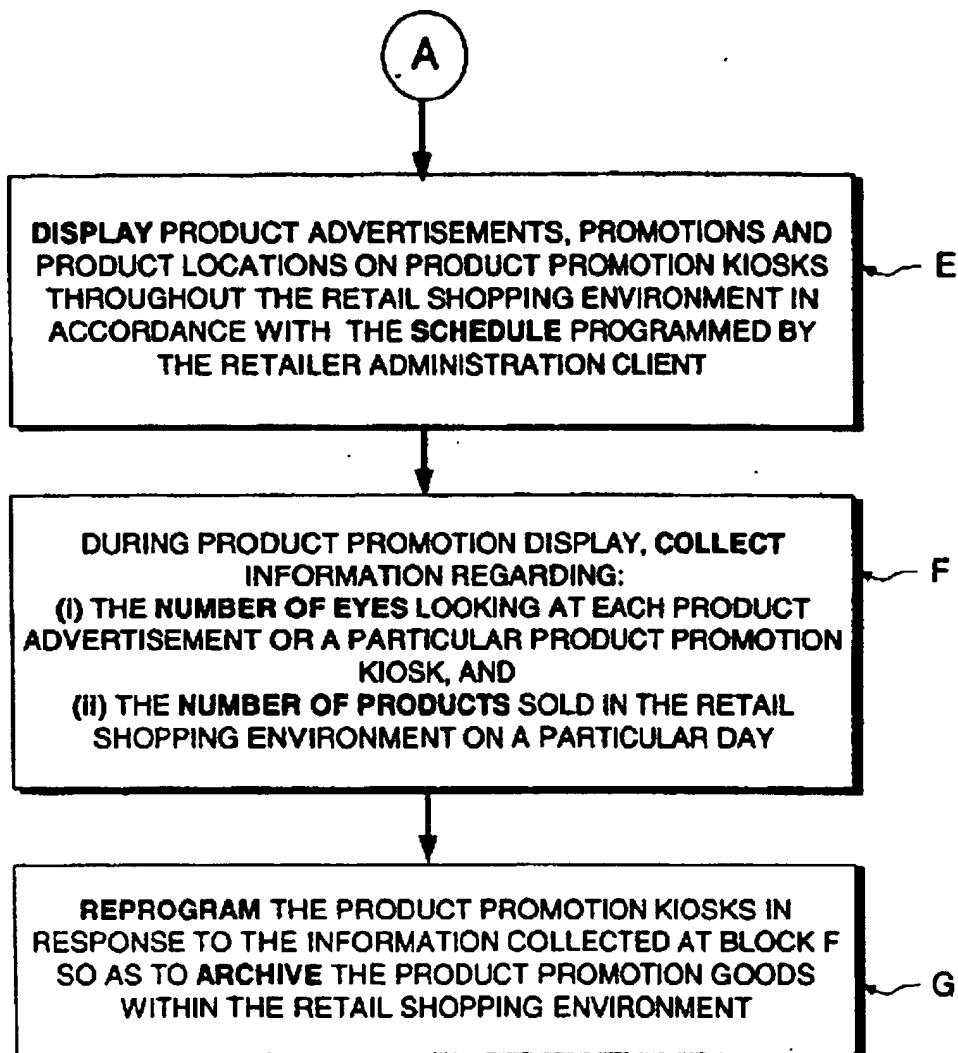 A
DISPLAY PRODUCT ADVERTISEMENTS, PROMOTIONS AND
PRODUCT LOCATIONS ON PRODUCT PROMOTION KIOSKS
THROUGHOUT THE RETAIL SHOPPING ENVIRONMENT IN
ACCORDANCE WITH THE SCHEDULE PROGRAMMED BY
THE RETAILER ADMINISTRATION CLIENT
E
DURING PRODUCT PROMOTION DISPLAY, COLLECT
INFORMATION REGARDING:
(i) THE NUMBER OF EYES LOOKING AT EACH PRODUCT
ADVERTISEMENT OR A PARTICULAR PRODUCT PROMOTION
KIOSK, AND
(ii) THE NUMBER OF PRODUCTS SOLD IN THE RETAIL
SHOPPING ENVIRONMENT ON A PARTICULAR DAY
F
REPROGRAM THE PRODUCT PROMOTION KIOSKS IN
RESPONSE TO THE INFORMATION COLLECTED AT BLOCK F
SO AS TO ARCHIVE THE PRODUCT PROMOTION GOODS
WITHIN THE RETAIL SHOPPING ENVIRONMENT
G